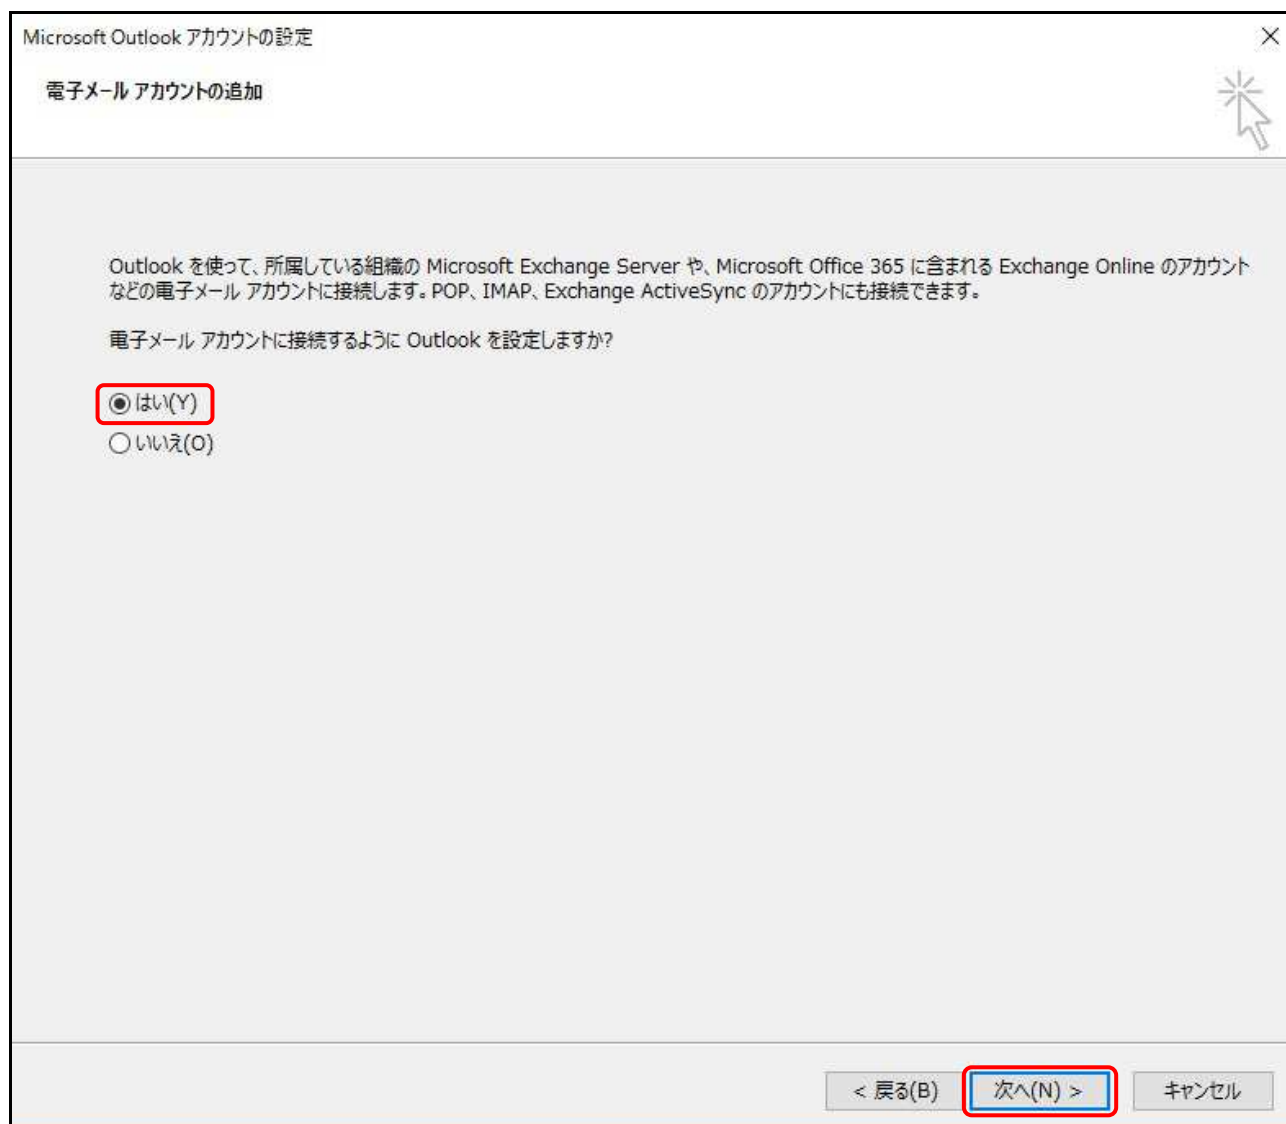 Microsoft Outlook アカウントの設定
電子メール アカウントの追加
Outlook を使って、所属している組織の Microsoft Exchange Server や、Microsoft Office 365 に含まれる Exchange Online のアカウント
などの電子メール アカウントに接続します。POP、IMAP、Exchange ActiveSync のアカウントにも接続できます。
電子メール アカウントに接続するように Outlook を設定しますか?
はい(Y)
いいえ(O)
< 戻る(B) 次へ(N) > キャンセル